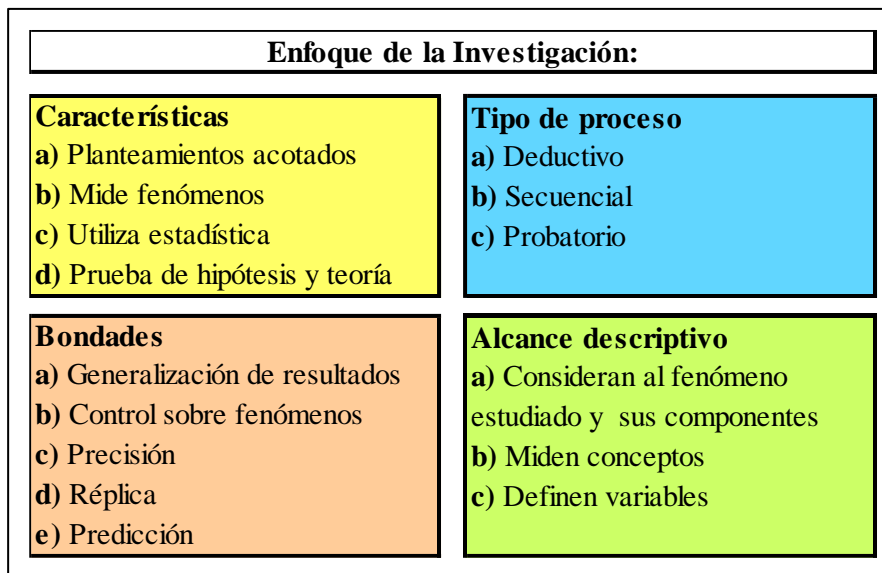 Enfoque de la Investigación:
Características
a) Planteamientos acotados
b) Mide fenómenos
c) Utiliza estadística
d) Prueba de hipótesis y teoría
Tipo de proceso
a) Deductivo
b) Secuencial
c) Probatorio
Bondades
a) Generalización de resultados
b) Control sobre fenómenos
c) Precisión
d) Réplica
e) Predicción
Alcance descriptivo
a) Consideran al fenómeno
estudiado y sus componentes
b) Miden conceptos
c) Definen variables